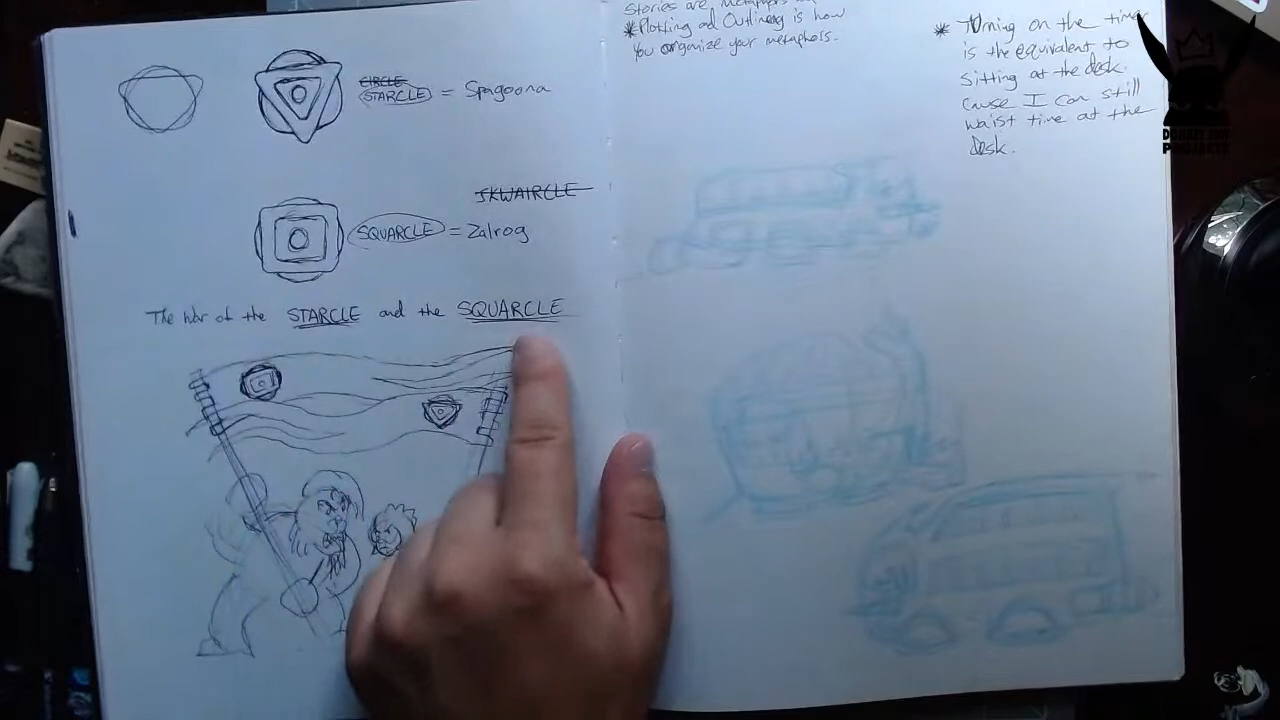 CIRCLE
STARCLE = Spagoona
SKWAIRCLE
SQUARCLE = Zalrog
The War of the STARCLE and the SQUARCLE
stories are metaphors
* Plotting and Outlining is how
you organize your metaphors.
* Turning on the timer
is the equivalent to
sitting at the desk.
Cause I can still
waist time at the
desk.
PROJECTS